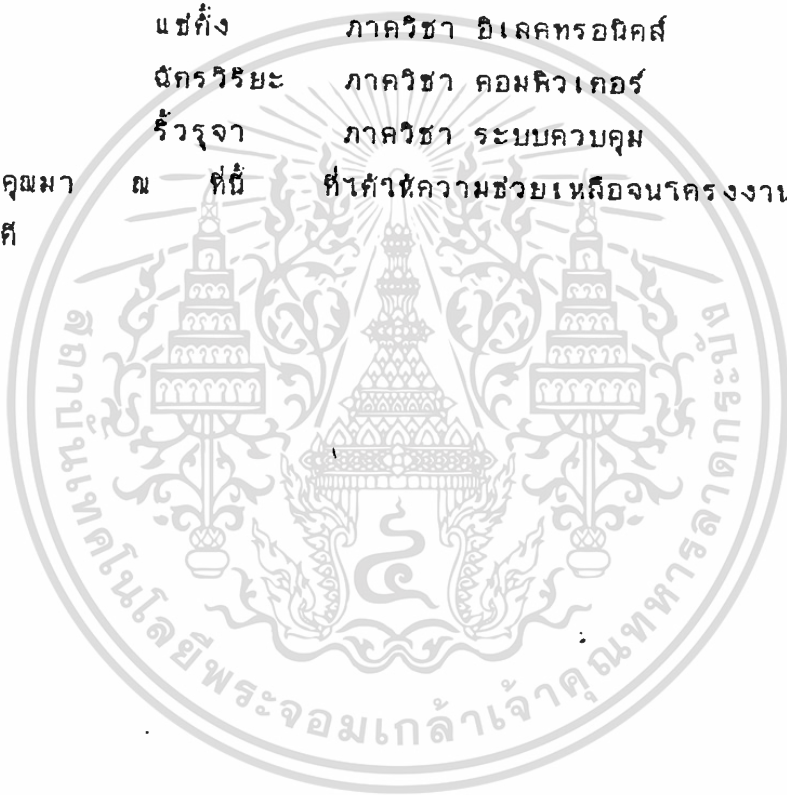 แซ่ตั้ง ภาควิชา อิเลคทรอนิคส์
ฉัตรวิริยะ ภาควิชา คอมพิวเตอร์
ริ้วรุจา ภาควิชา ระบบควบคุม
คุณมา ณ ที่นี้ ที่ได้ให้ความช่วยเหลือจนโครงงาน
ดี
สถาบันเทคโนโลยีพระจอมเกล้าเจ้าคุณทหารลาดกระบัง